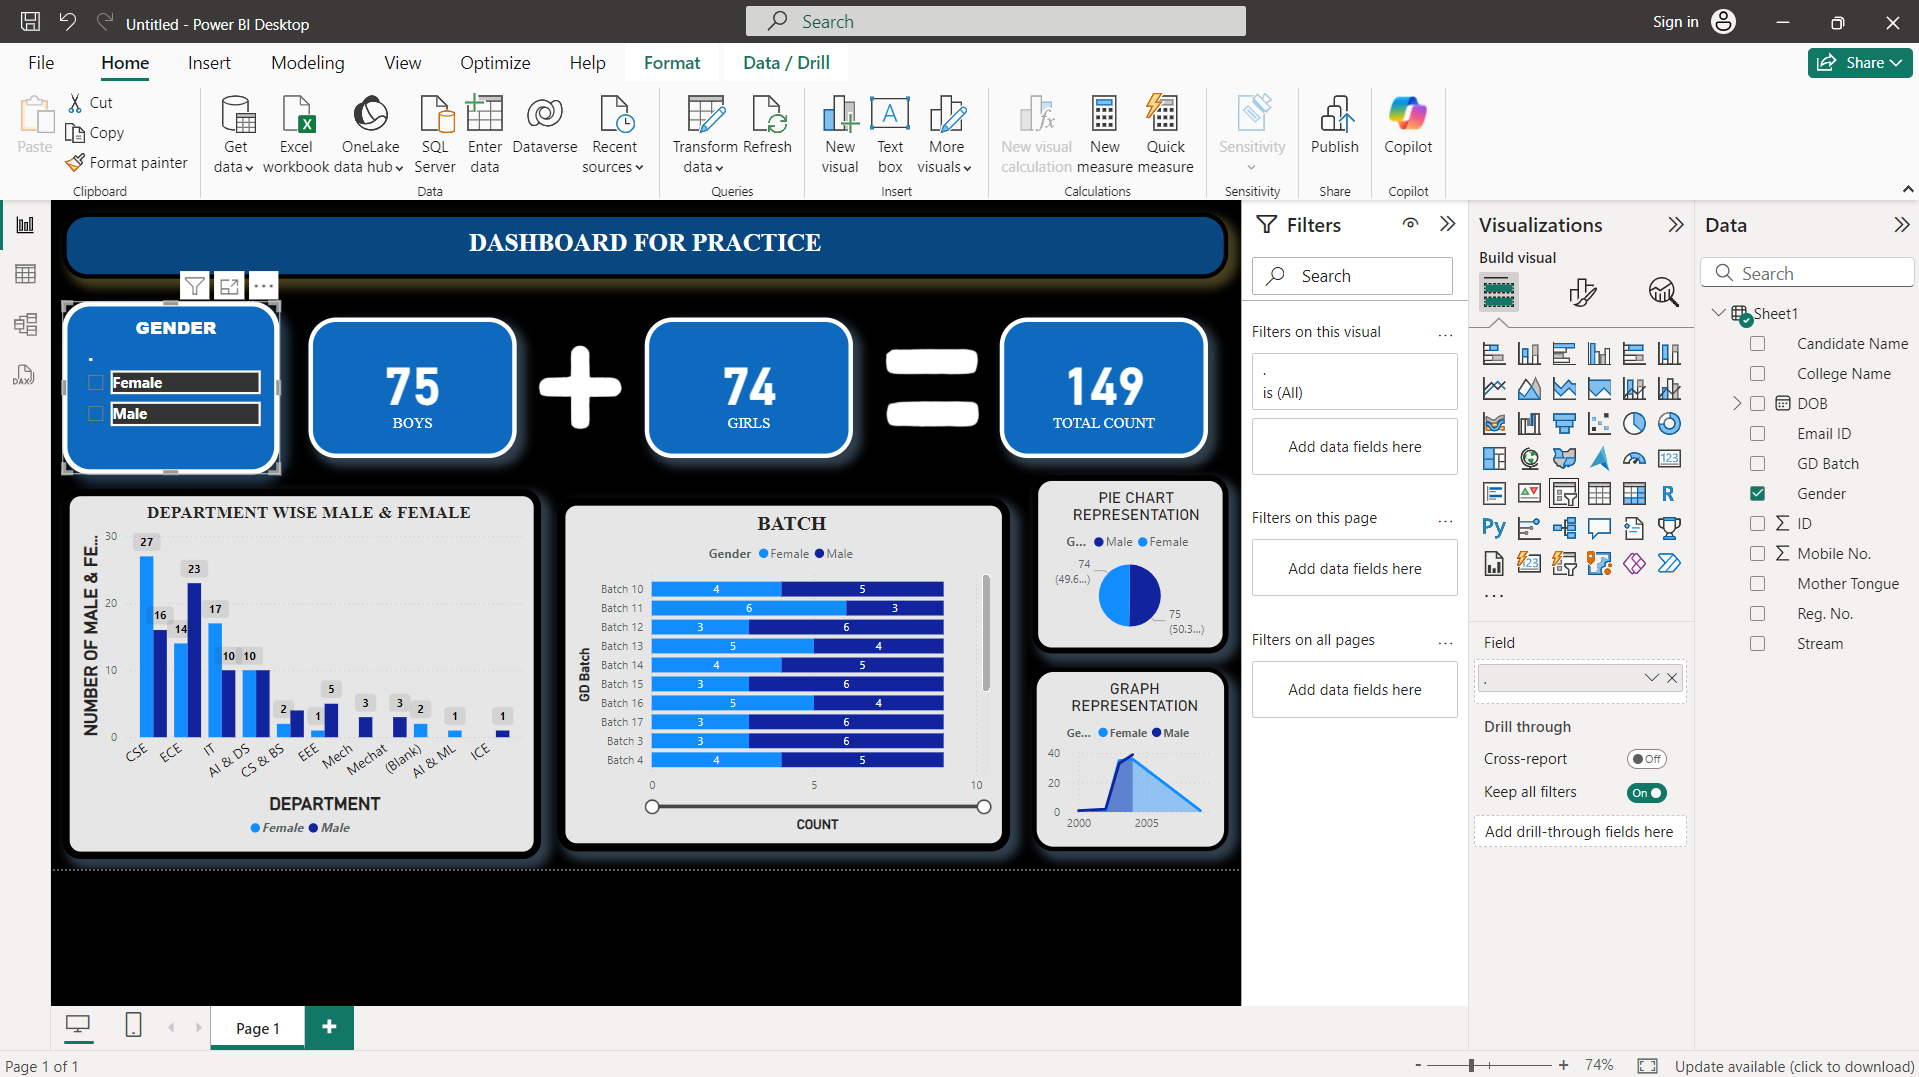 Untitled - Power BI Desktop
Search
Sign in
File Home Insert Modeling View Optimize Help Format Data / Drill
Share
Paste
Cut
Copy
Format painter
Clipboard
Get data
Excel workbook
OneLake data hub
SQL Server
Enter data
Dataverse
Recent sources
Data
Transform data
Refresh
Queries
New visual
Text box
More visuals
Insert
New visual calculation
New measure
Quick measure
Calculations
Sensitivity
Sensitivity
Publish
Share
Copilot
Copilot
DASHBOARD FOR PRACTICE
GENDER
.
Female
Male
75
BOYS
74
GIRLS
149
TOTAL COUNT
DEPARTMENT WISE MALE & FEMALE
NUMBER OF MALE & FE...
30
20
10
0
27
16
14
23
17
10
10
2
1
5
3
3
2
1
1
CSE
ECE
IT
AI & DS
CS & BS
EEE
Mech
Mechat
(Blank)
AI & ML
ICE
DEPARTMENT
Female Male
BATCH
Gender Female Male
GD Batch
Batch 10 4 5
Batch 11 6 3
Batch 12 3 6
Batch 13 5 4
Batch 14 4 5
Batch 15 3 6
Batch 16 5 4
Batch 17 3 6
Batch 3 3 6
Batch 4 4 5
0 5 10
COUNT
PIE CHART
REPRESENTATION
G... Male Female
74
(49.6...)
75
(50.3...)
GRAPH
REPRESENTATION
Ge... Female Male
40
20
0
2000 2005
Filters
Search
Filters on this visual ...
.
is (All)
Add data fields here
Filters on this page ...
Add data fields here
Filters on all pages ...
Add data fields here
Visualizations
Build visual
123
R
Py
123
...
Field
.
Drill through
Cross-report Off
Keep all filters On
Add drill-through fields here
Data
Search
Sheet1
Candidate Name
College Name
DOB
Email ID
GD Batch
Gender
∑ ID
∑ Mobile No.
Mother Tongue
Reg. No.
Stream
DAX
Page 1
+
Page 1 of 1
- + 74%
Update available (click to download)